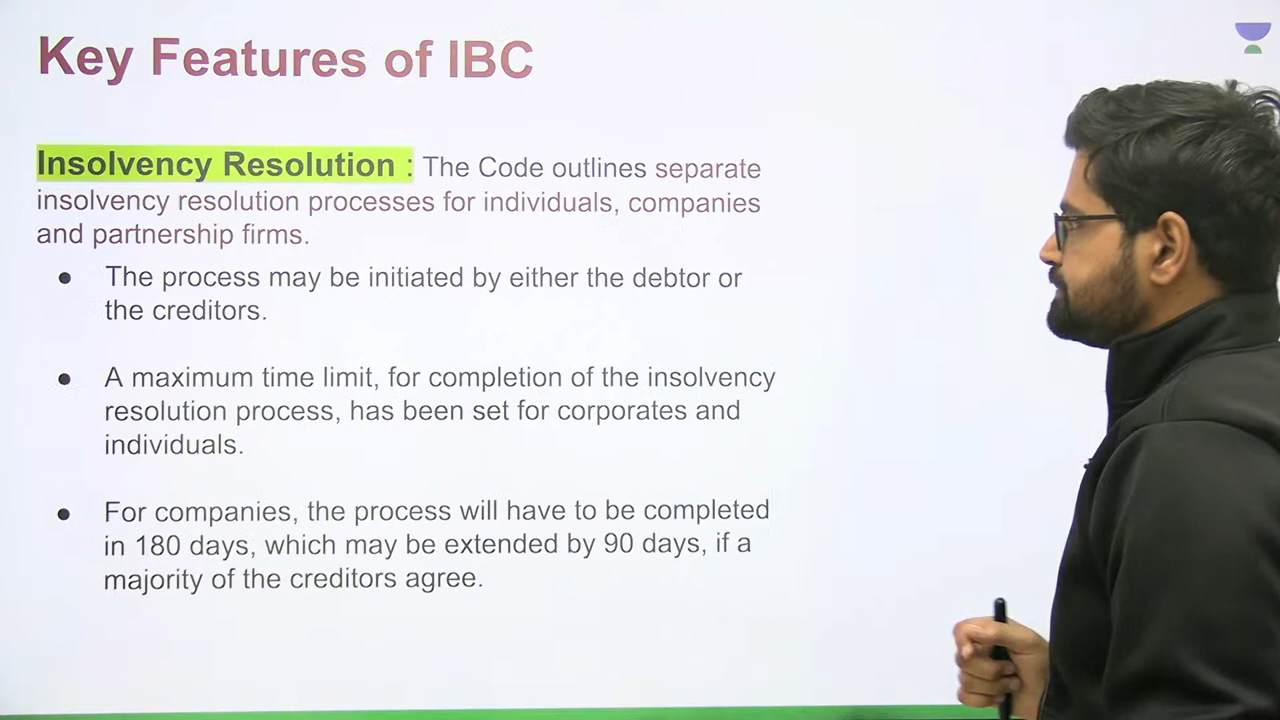 Key Features of IBC
Insolvency Resolution : The Code outlines separate
insolvency resolution processes for individuals, companies
and partnership firms.
● The process may be initiated by either the debtor or
the creditors.
● A maximum time limit, for completion of the insolvency
resolution process, has been set for corporates and
individuals.
● For companies, the process will have to be completed
in 180 days, which may be extended by 90 days, if a
majority of the creditors agree.